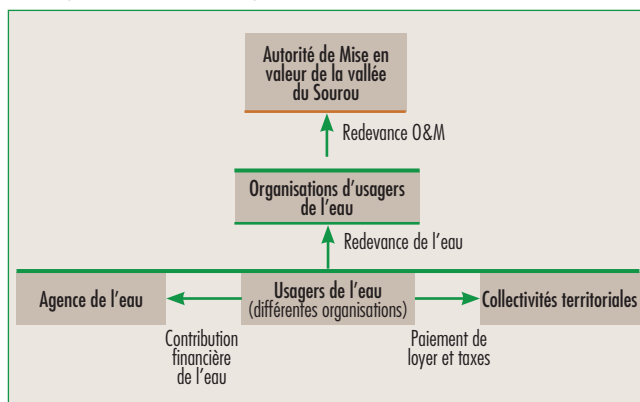 Autorité de Mise en
valeur de la vallée
du Sourou
Redevance O&M
Organisations d'usagers
de l'eau
Redevance de l'eau
Agence de l'eau
Usagers de l'eau
(différentes organisations)
Collectivités territoriales
Contribution
financière
de l'eau
Paiement de
loyer et taxes